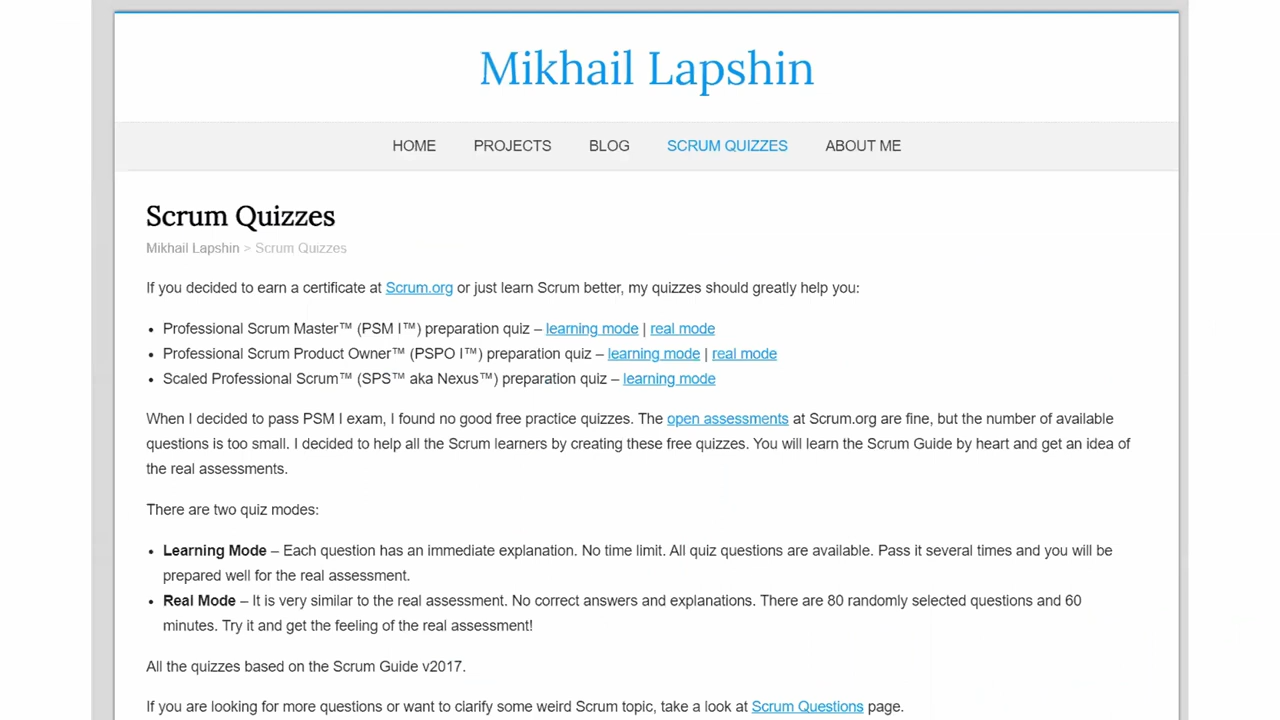 Mikhail Lapshin
HOME PROJECTS BLOG SCRUM QUIZZES ABOUT ME
Scrum Quizzes
Mikhail Lapshin > Scrum Quizzes
If you decided to earn a certificate at Scrum.org or just learn Scrum better, my quizzes should greatly help you:
• Professional Scrum Master™ (PSM I™) preparation quiz – learning mode | real mode
• Professional Scrum Product Owner™ (PSPO I™) preparation quiz – learning mode | real mode
• Scaled Professional Scrum™ (SPS™ aka Nexus™) preparation quiz – learning mode
When I decided to pass PSM I exam, I found no good free practice quizzes. The open assessments at Scrum.org are fine, but the number of available
questions is too small. I decided to help all the Scrum learners by creating these free quizzes. You will learn the Scrum Guide by heart and get an idea of
the real assessments.
There are two quiz modes:
• Learning Mode – Each question has an immediate explanation. No time limit. All quiz questions are available. Pass it several times and you will be
prepared well for the real assessment.
• Real Mode – It is very similar to the real assessment. No correct answers and explanations. There are 80 randomly selected questions and 60
minutes. Try it and get the feeling of the real assessment!
All the quizzes based on the Scrum Guide v2017.
If you are looking for more questions or want to clarify some weird Scrum topic, take a look at Scrum Questions page.